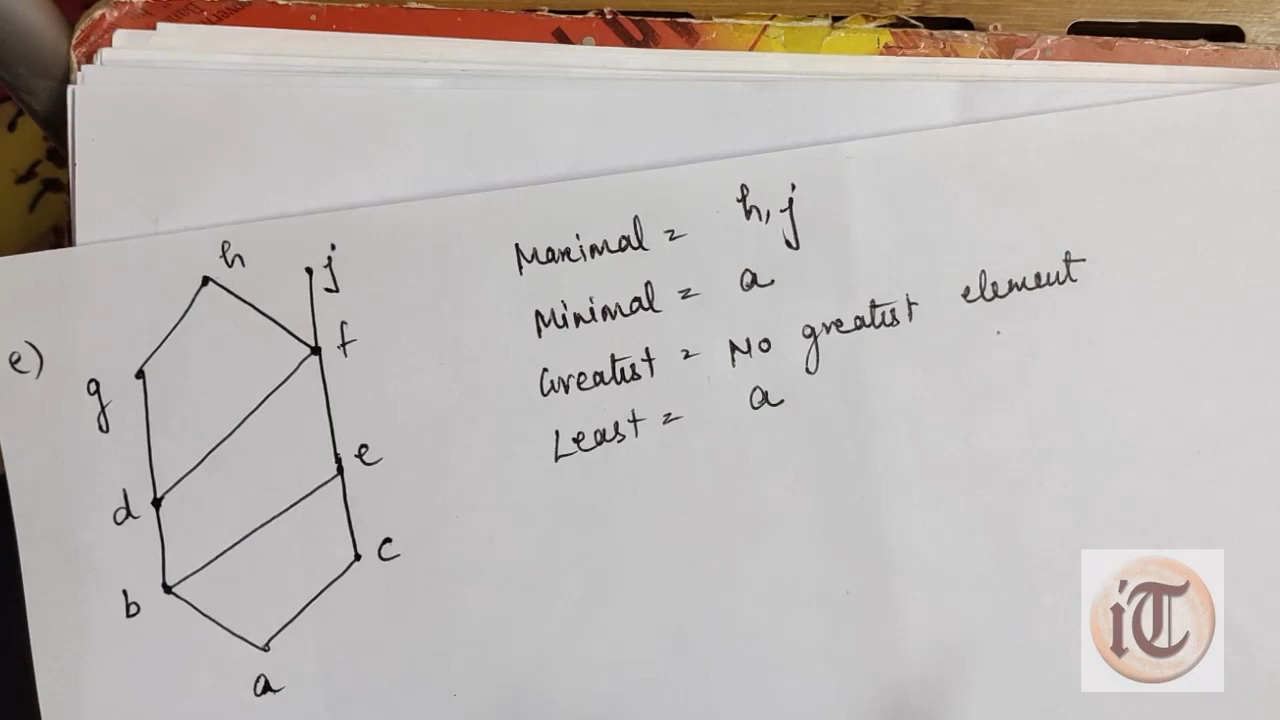 e)
h
j
f
g
e
d
c
b
a
Maximal = h, j
Minimal = a
Greatest = No greatest element
Least = a
iT